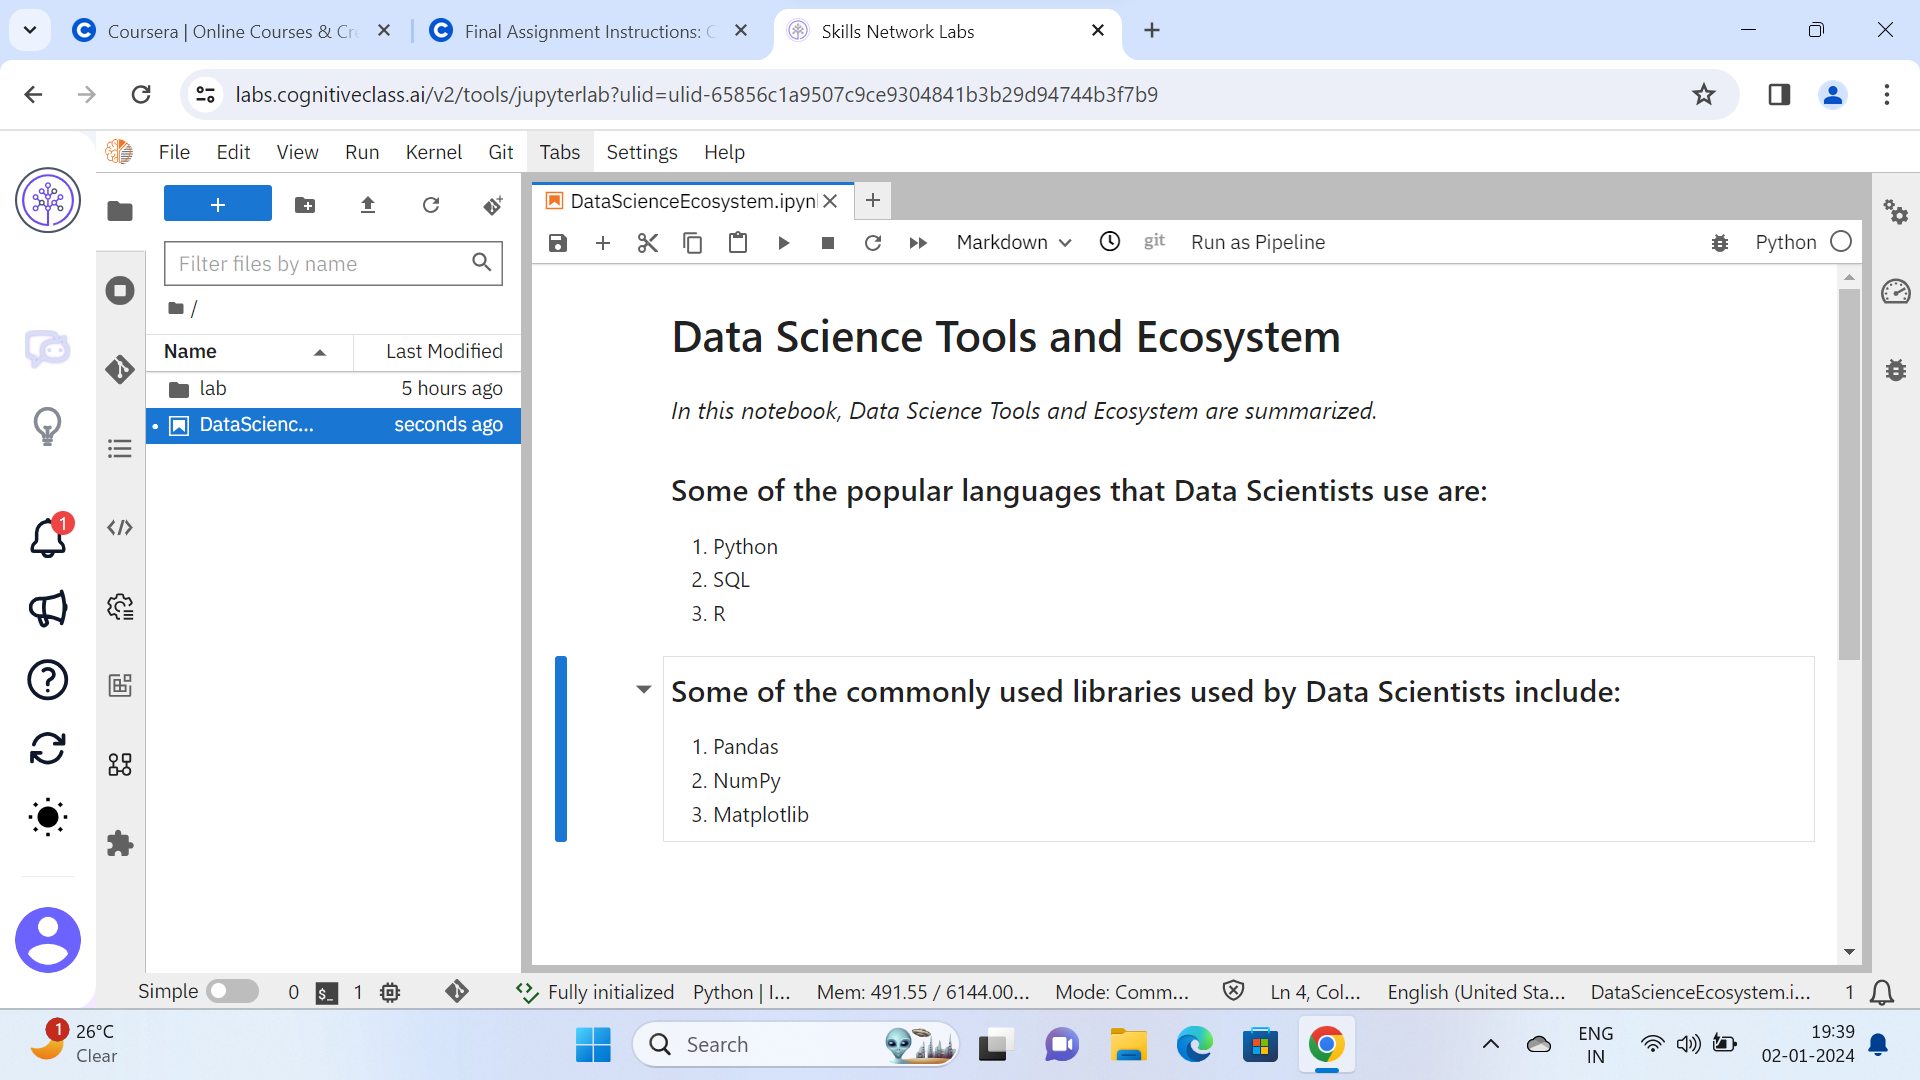 Coursera | Online Courses & Cr
Final Assignment Instructions: C
Skills Network Labs
labs.cognitiveclass.ai/v2/tools/jupyterlab?ulid=ulid-65856c1a9507c9ce9304841b3b29d94744b3f7b9
File Edit View Run Kernel Git Tabs Settings Help
DataScienceEcosystem.ipyn
Markdown
git
Run as Pipeline
Python
Filter files by name
/
Name Last Modified
lab 5 hours ago
DataScienc... seconds ago
Data Science Tools and Ecosystem
In this notebook, Data Science Tools and Ecosystem are summarized.
Some of the popular languages that Data Scientists use are:
1. Python
2. SQL
3. R
Some of the commonly used libraries used by Data Scientists include:
1. Pandas
2. NumPy
3. Matplotlib
1
Simple 0 $_ 1 Fully initialized Python | I... Mem: 491.55 / 6144.00... Mode: Comm... Ln 4, Col... English (United Sta... DataScienceEcosystem.i... 1
1
26°C
Clear
Search
ENG
IN
19:39
02-01-2024